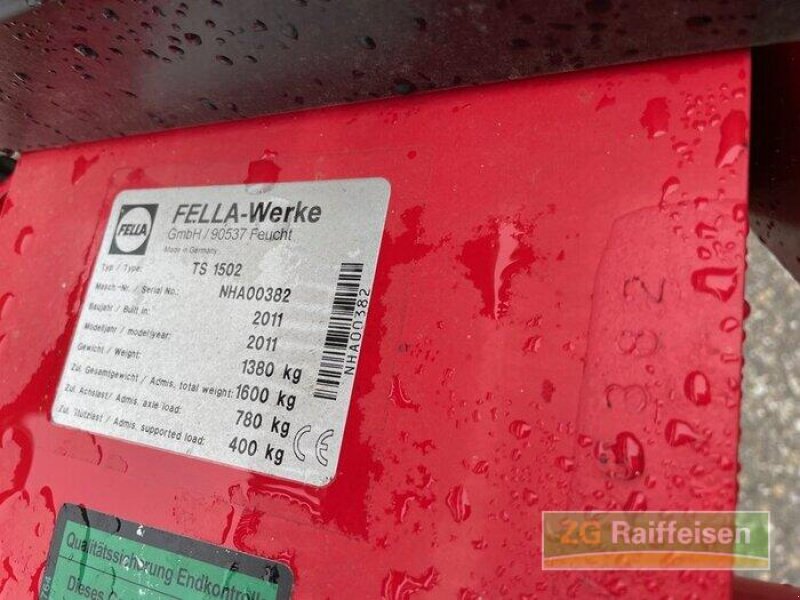 FELLA
FELLA-Werke
GmbH / 90537 Feucht
Made in Germany
Typ / Type: TS 1502
Masch.-Nr. / Serial No.: NHA00382
Baujahr / Built in: 2011
Modelljahr / modelyear: 2011
Gewicht / Weight: 1380 kg
Zul. Gesamtgewicht / Admis. total weight: 1600 kg
Zul. Achslast / Admis. axle load: 780 kg
Zul. Stützlast / Admis. supported load: 400 kg
CE
NHA00382
382
Qualitätssicherung Endkontrolle
Dieses
ZG Raiffeisen